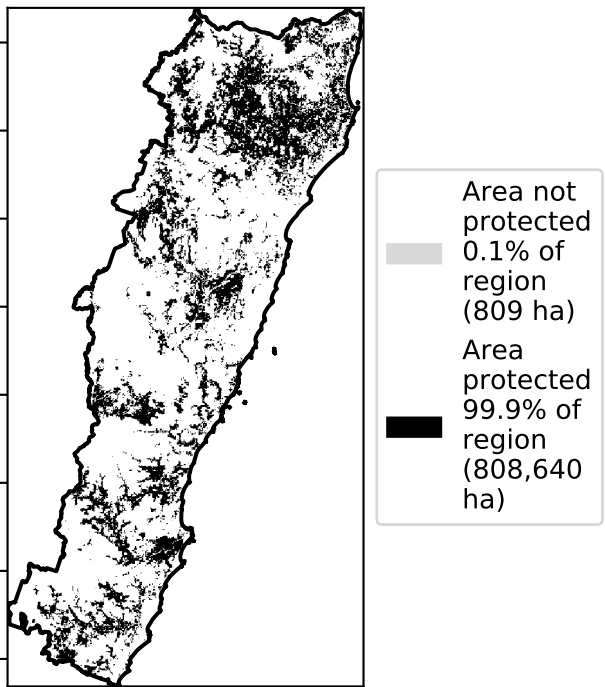 Area not
protected
0.1% of
region
(809 ha)
Area
protected
99.9% of
region
(808,640
ha)